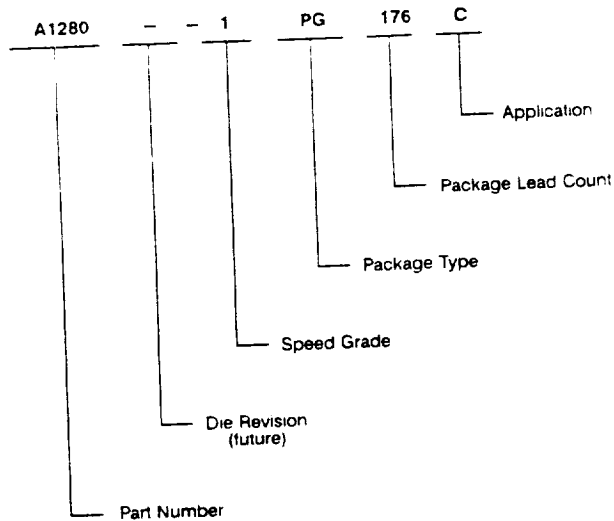 A1280 – - 1 PG 176 C
Application
Package Lead Count
Package Type
Speed Grade
Die Revision
(future)
Part Number